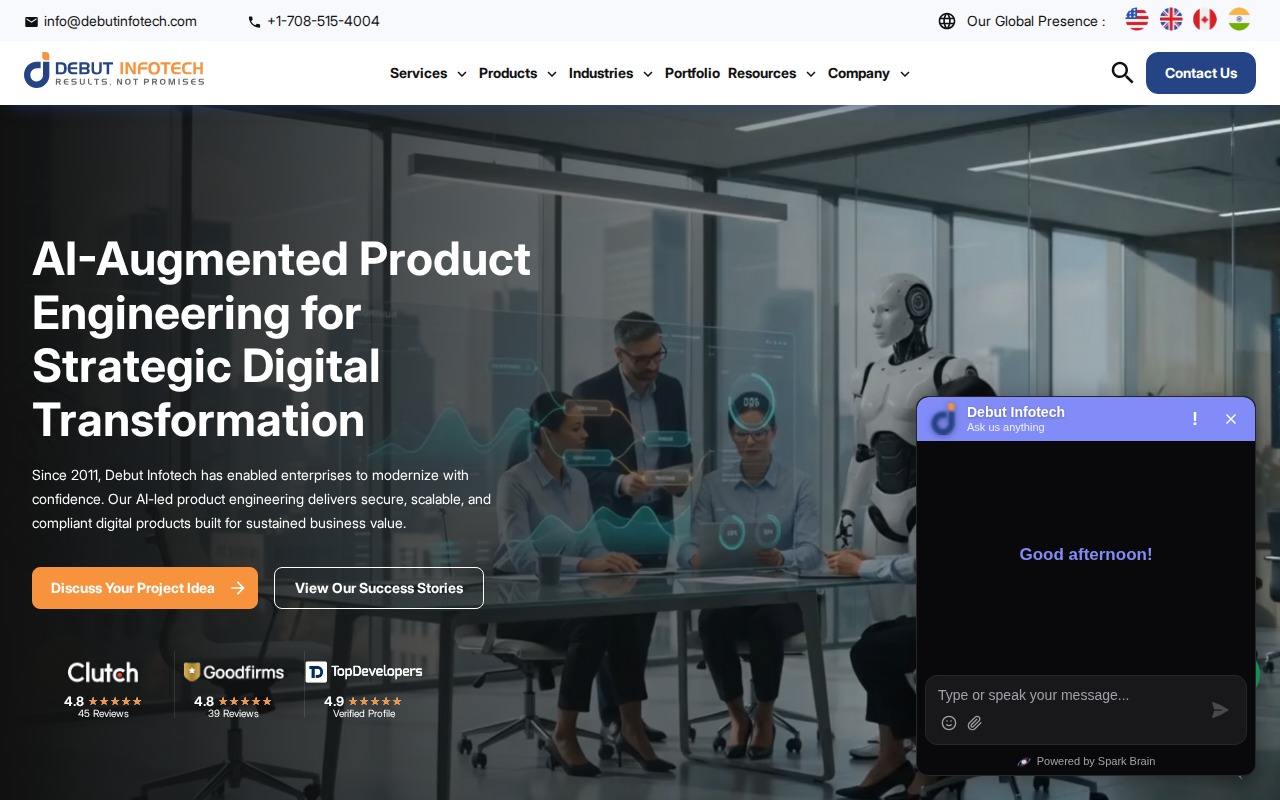 info@debutinfotech.com
+1-708-515-4004
Our Global Presence :
DEBUT INFOTECH
RESULTS. NOT PROMISES
Services
Products
Industries
Portfolio
Resources
Company
Contact Us
AI-Augmented Product
Engineering for
Strategic Digital
Transformation
Since 2011, Debut Infotech has enabled enterprises to modernize with
confidence. Our AI-led product engineering delivers secure, scalable, and
compliant digital products built for sustained business value.
Discuss Your Project Idea
View Our Success Stories
Clutch
4.8
45 Reviews
Goodfirms
4.8
39 Reviews
TD TopDevelopers
4.9
Verified Profile
Debut Infotech
Ask us anything
Good afternoon!
Type or speak your message...
Powered by Spark Brain